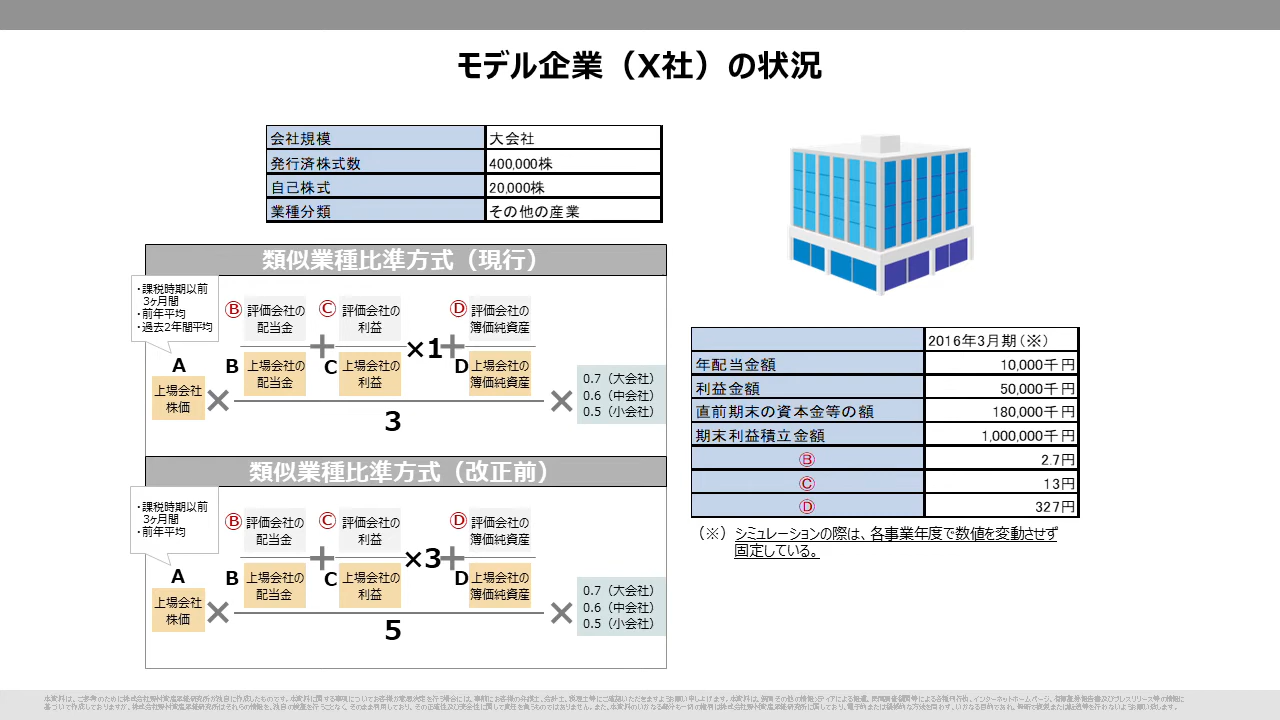 モデル企業（X社）の状況
会社規模 大会社
発行済株式数 400,000株
自己株式 20,000株
業種分類 その他の産業
類似業種比準方式（現行）
・課税時期以前
3ヶ月間
・前年平均
・過去2年間平均
Ⓑ 評価会社の
配当金
Ⓒ 評価会社の
利益
Ⓓ 評価会社の
簿価純資産
＋
×1
＋
A
上場会社
株価
×
B 上場会社の
配当金
C 上場会社の
利益
D 上場会社の
簿価純資産
3
×
0.7（大会社）
0.6（中会社）
0.5（小会社）
類似業種比準方式（改正前）
・課税時期以前
3ヶ月間
・前年平均
Ⓑ 評価会社の
配当金
Ⓒ 評価会社の
利益
Ⓓ 評価会社の
簿価純資産
＋
×3
＋
A
上場会社
株価
×
B 上場会社の
配当金
C 上場会社の
利益
D 上場会社の
簿価純資産
5
×
0.7（大会社）
0.6（中会社）
0.5（小会社）
2016年3月期（※）
年配当金額 10,000千円
利益金額 50,000千円
直前期末の資本金等の額 180,000千円
期末利益積立金額 1,000,000千円
Ⓑ 2.7円
Ⓒ 13円
Ⓓ 327円
（※）シミュレーションの際は、各事業年度で数値を変動させず
固定している。